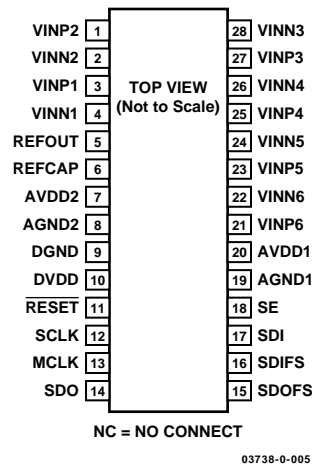 VINP2 1 28 VINN3
VINN2 2 27 VINP3
VINP1 3 TOP VIEW 26 VINN4
VINN1 4 (Not to Scale) 25 VINP4
REFOUT 5 24 VINN5
REFCAP 6 23 VINP5
AVDD2 7 22 VINN6
AGND2 8 21 VINP6
DGND 9 20 AVDD1
DVDD 10 19 AGND1
RESET 11 18 SE
SCLK 12 17 SDI
MCLK 13 16 SDIFS
SDO 14 15 SDOFS
NC = NO CONNECT
03738-0-005